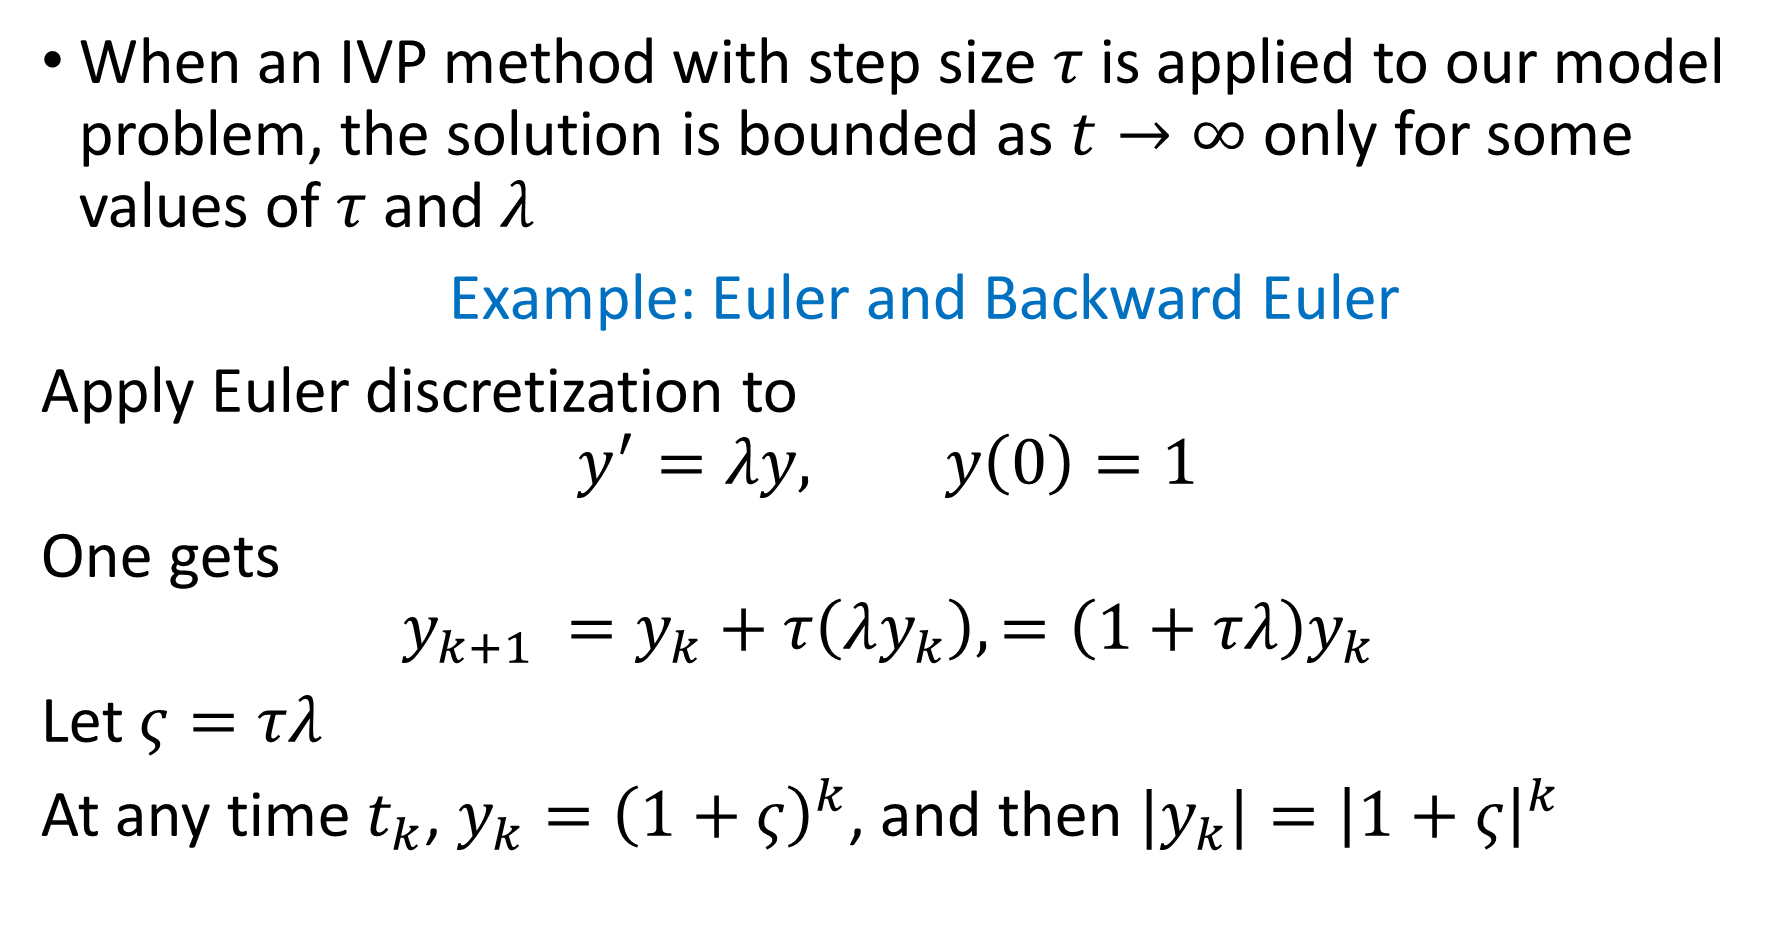 • When an IVP method with step size τ is applied to our model
problem, the solution is bounded as t → ∞ only for some
values of τ and λ
Example: Euler and Backward Euler
Apply Euler discretization to
y′ = λy, y(0) = 1
One gets
yₖ₊₁ = yₖ + τ(λyₖ), = (1 + τλ)yₖ
Let ς = τλ
At any time tₖ, yₖ = (1 + ς)ᵏ, and then |yₖ| = |1 + ς|ᵏ